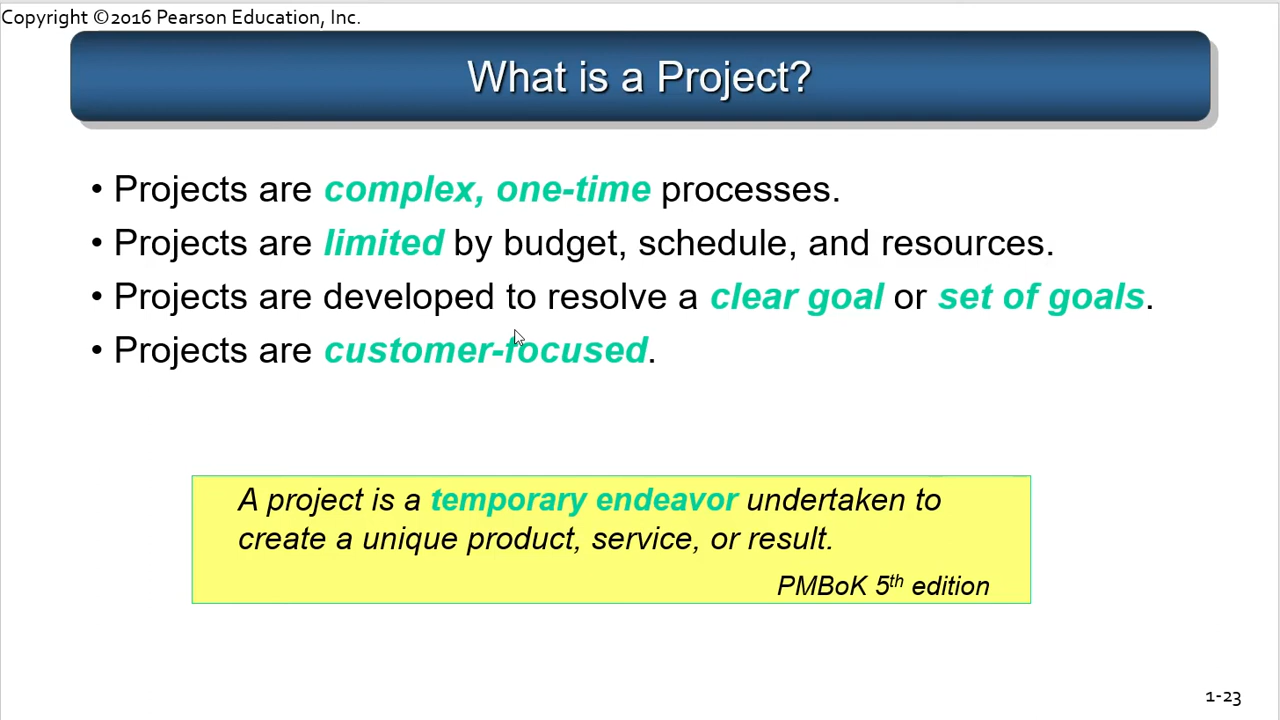 Copyright ©2016 Pearson Education, Inc.
What is a Project?
• Projects are complex, one-time processes.
• Projects are limited by budget, schedule, and resources.
• Projects are developed to resolve a clear goal or set of goals.
• Projects are customer-focused.
A project is a temporary endeavor undertaken to
create a unique product, service, or result.
PMBoK 5th edition
1-23